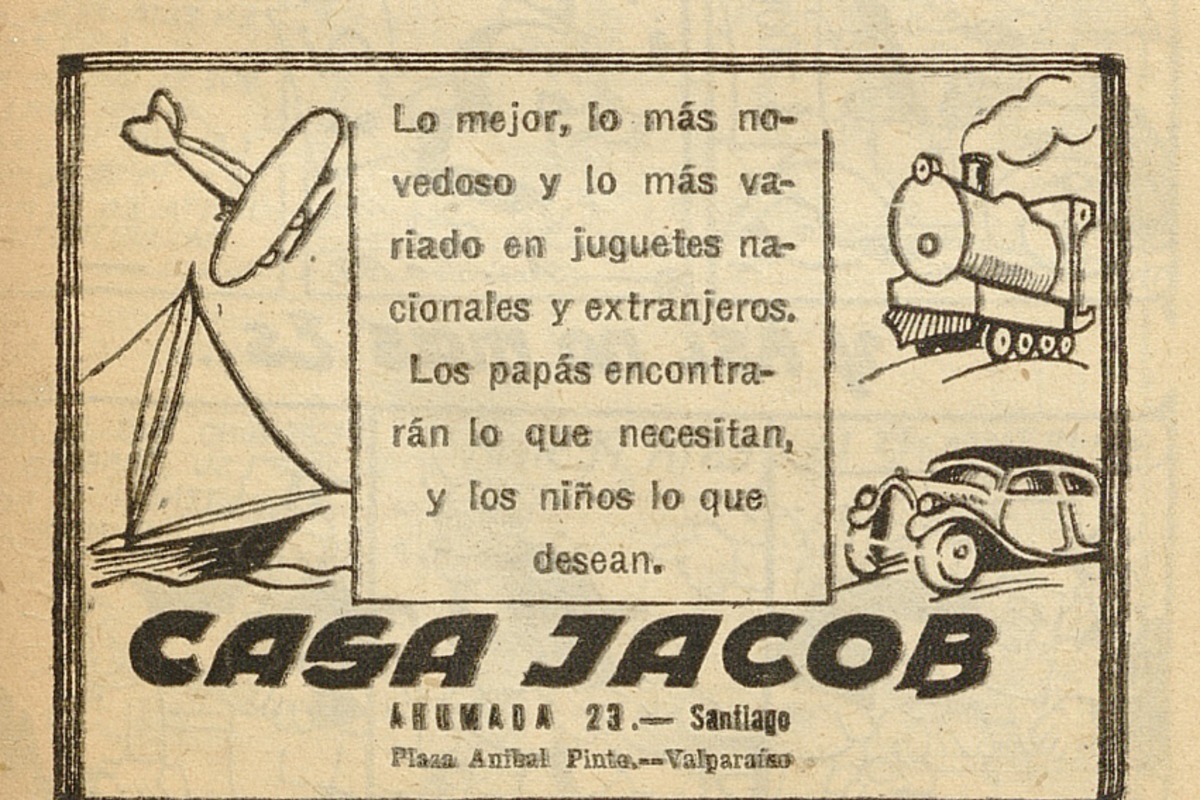 Lo mejor, lo más no-
vedoso y lo más va-
riado en juguetes na-
cionales y extranjeros.
Los papás encontra-
rán lo que necesitan,
y los niños lo que
desean.
CASA JACOB
AHUMADA 23.— Santiago
Plaza Aníbal Pinto.—Valparaíso